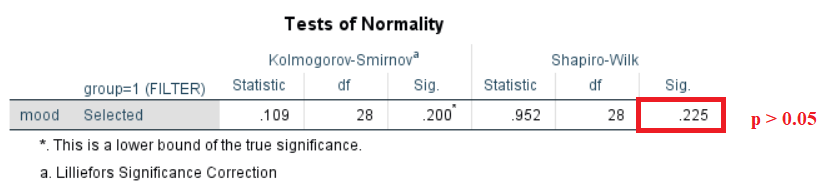 Tests of Normality
Kolmogorov-Smirnovª Shapiro-Wilk
group=1 (FILTER) Statistic df Sig. Statistic df Sig.
mood Selected .109 28 .200* .952 28 .225
p > 0.05
*. This is a lower bound of the true significance.
a. Lilliefors Significance Correction